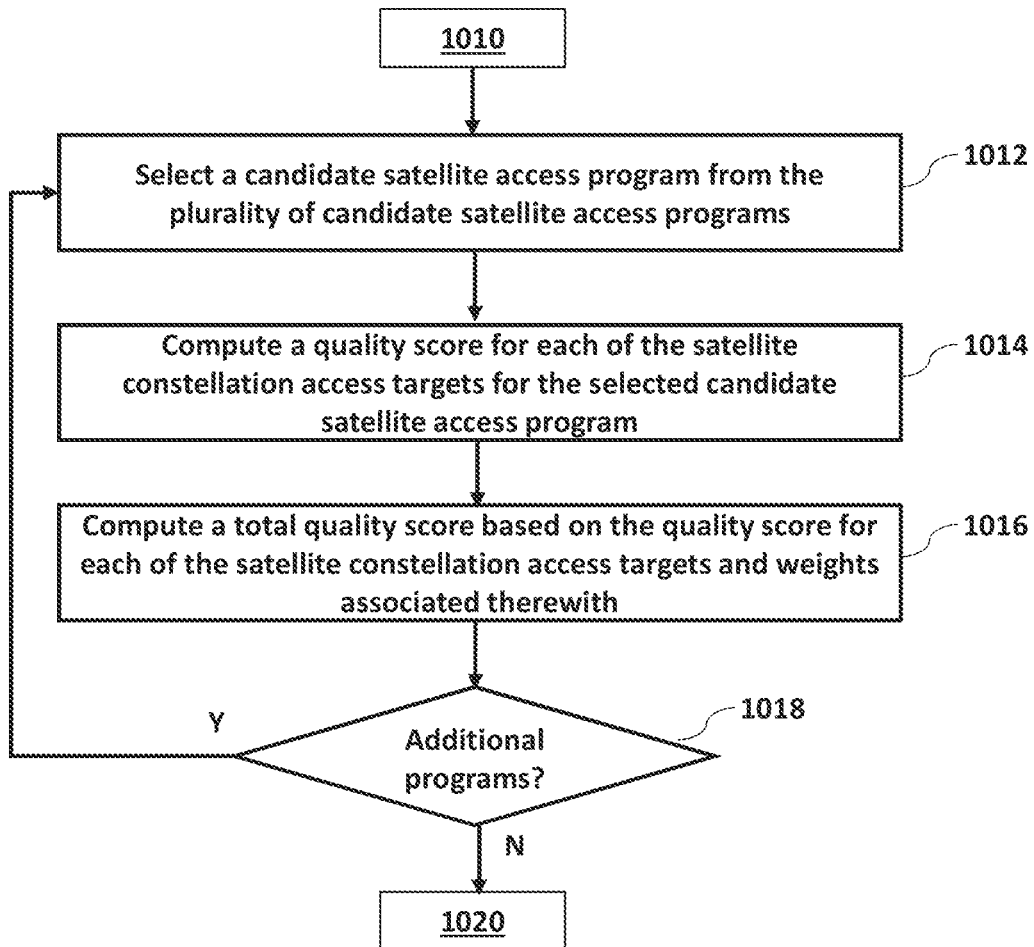 1010
Select a candidate satellite access program from the
plurality of candidate satellite access programs
1012
Compute a quality score for each of the satellite
constellation access targets for the selected candidate
satellite access program
1014
Compute a total quality score based on the quality score for
each of the satellite constellation access targets and weights
associated therewith
1016
Additional
programs?
1018
Y
N
1020